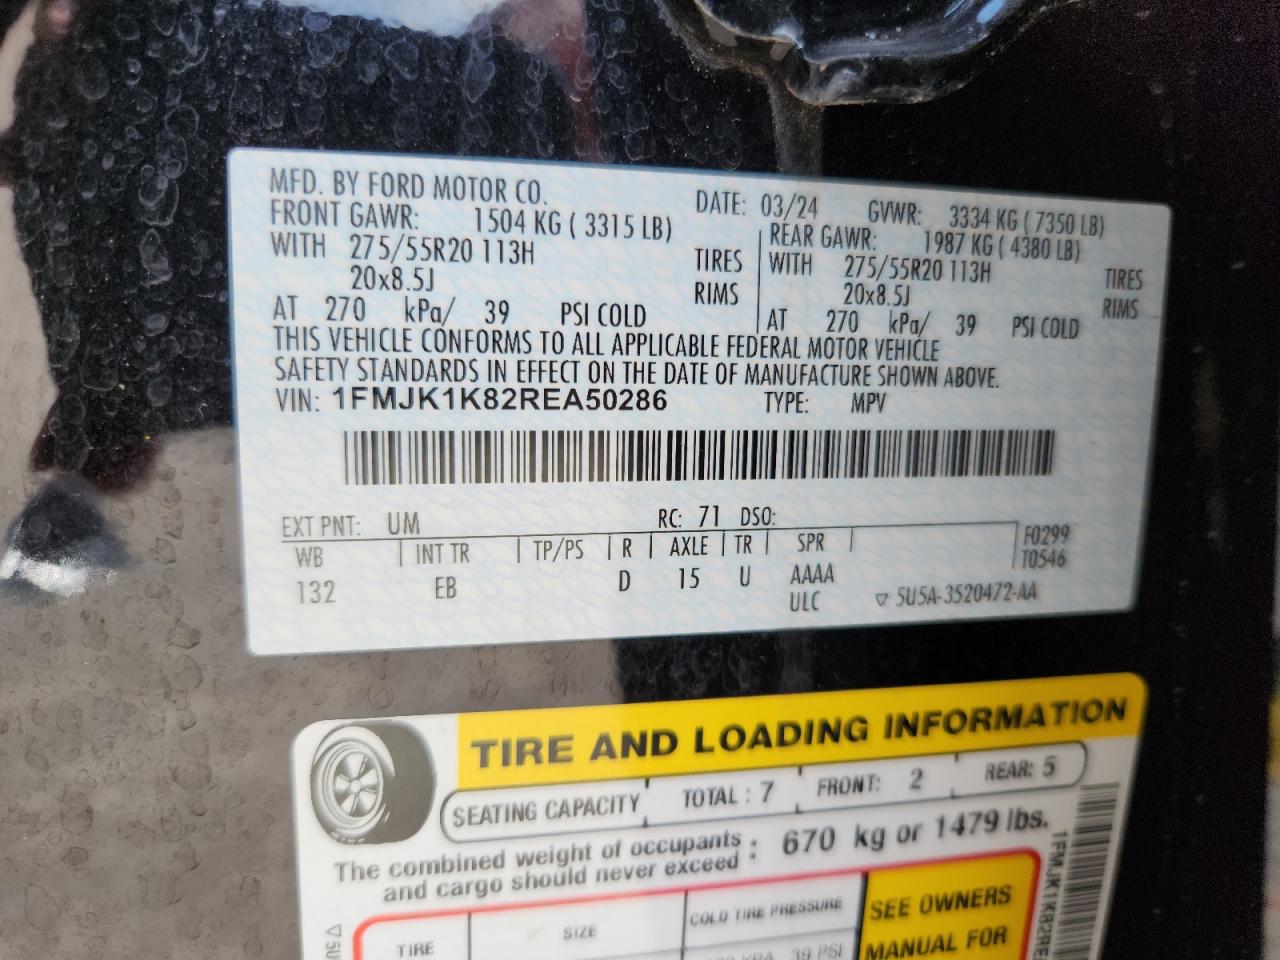 MFD. BY FORD MOTOR CO. DATE: 03/24 GVWR: 3334 KG ( 7350 LB)
FRONT GAWR: 1504 KG ( 3315 LB) REAR GAWR: 1987 KG ( 4380 LB)
WITH 275/55R20 113H TIRES WITH 275/55R20 113H TIRES
20x8.5J RIMS 20x8.5J RIMS
AT 270 kPa/ 39 PSI COLD AT 270 kPa/ 39 PSI COLD
THIS VEHICLE CONFORMS TO ALL APPLICABLE FEDERAL MOTOR VEHICLE
SAFETY STANDARDS IN EFFECT ON THE DATE OF MANUFACTURE SHOWN ABOVE.
VIN: 1FMJK1K82REA50286 TYPE: MPV
EXT PNT: UM RC: 71 DSO:
WB INT TR TP/PS R AXLE TR SPR F0299
T0546
132 EB D 15 U AAAA
ULC ▽ 5U5A-3520472-AA
TIRE AND LOADING INFORMATION
SEATING CAPACITY TOTAL : 7 FRONT: 2 REAR: 5
The combined weight of occupants and cargo should never exceed : 670 kg or 1479 lbs.
TIRE SIZE COLD TIRE PRESSURE
SEE OWNERS
MANUAL FOR
39 PSI
1FMJK1K82RE
▽5U